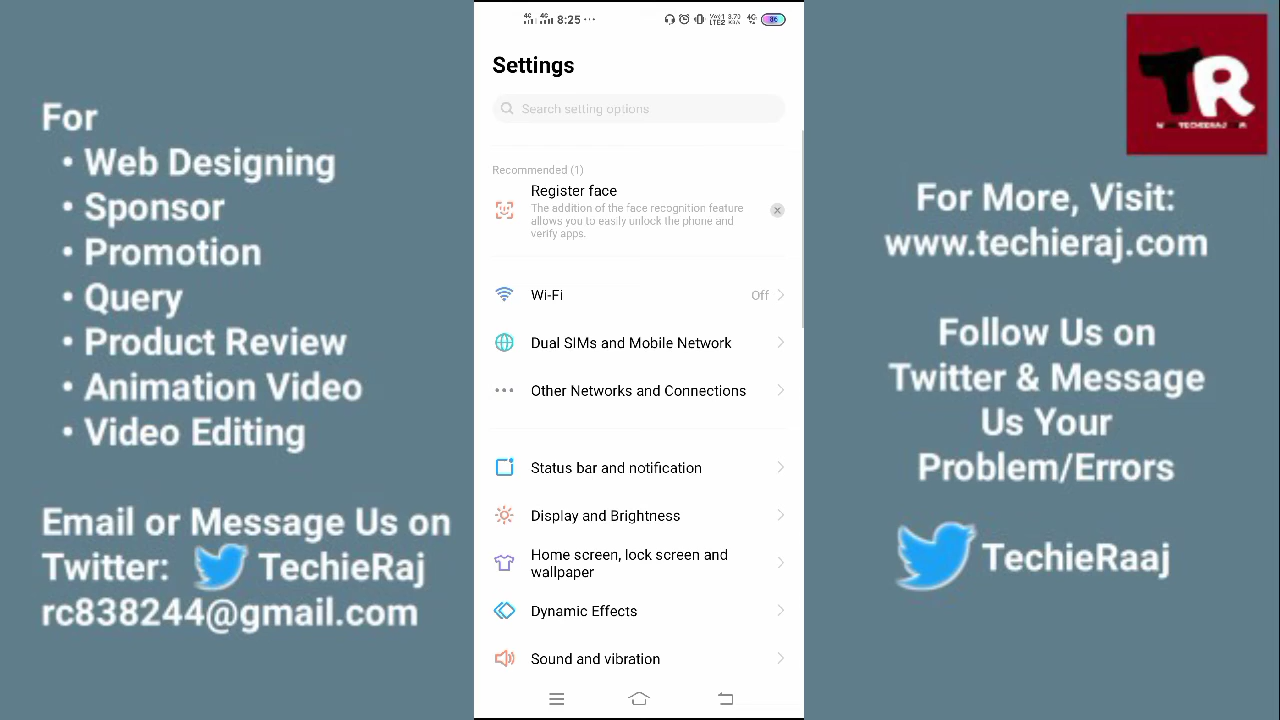 For
• Web Designing
• Sponsor
• Promotion
• Query
• Product Review
• Animation Video
• Video Editing
Email or Message Us on
Twitter: TechieRaj
rc838244@gmail.com
4G 4G 8:25 ···
4G 86
Settings
Search setting options
Recommended (1)
Register face
The addition of the face recognition feature
allows you to easily unlock the phone and
verify apps.
Wi-Fi Off
Dual SIMs and Mobile Network
Other Networks and Connections
Status bar and notification
Display and Brightness
Home screen, lock screen and
wallpaper
Dynamic Effects
Sound and vibration
TR
For More, Visit:
www.techieraj.com
Follow Us on
Twitter & Message
Us Your
Problem/Errors
TechieRaaj